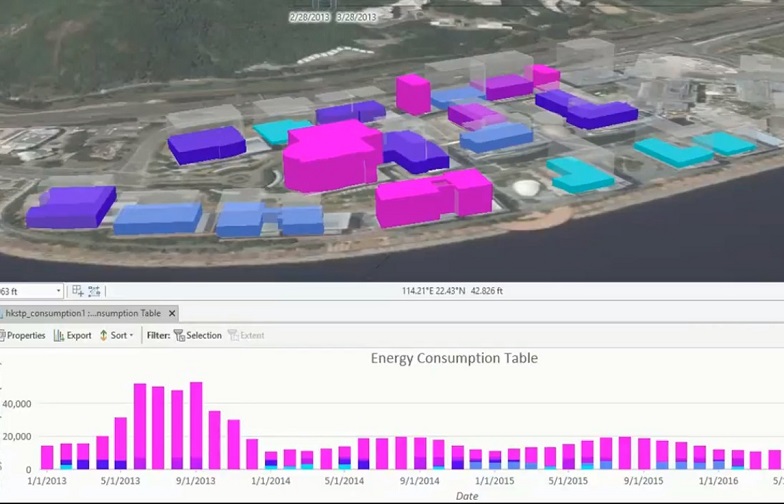 2/28/2013 3/28/2013
63 ft
114.21°E 22.43°N 42.826 ft
hkstp_consumption1 :...nsumption Table
Properties Export Sort Filter: Selection Extent
Energy Consumption Table
40,000
20,000
0
1/1/2013 5/1/2013 9/1/2013 1/1/2014 5/1/2014 9/1/2014 1/1/2015 5/1/2015 9/1/2015 1/1/2016
Date